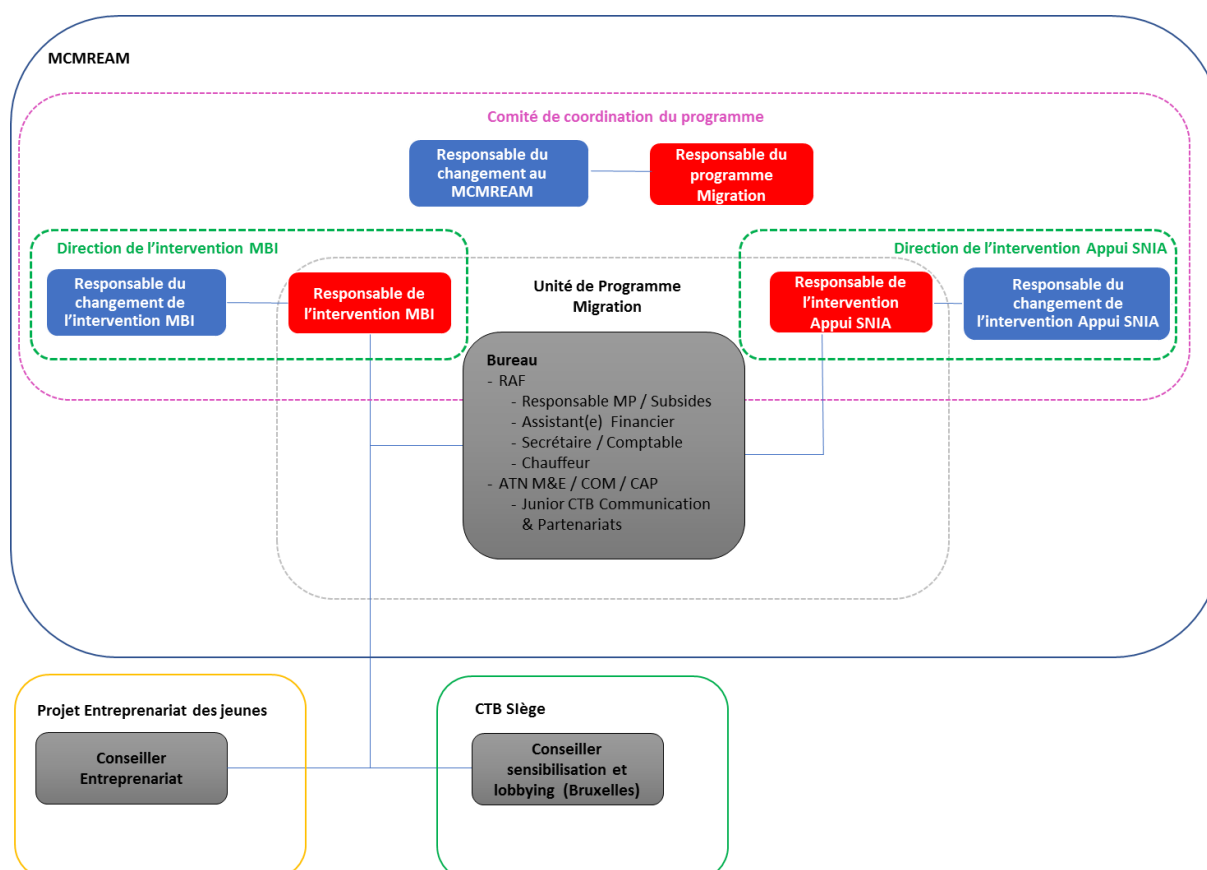 MCMREAM
Comité de coordination du programme
Responsable du
changement au
MCMREAM
Responsable du
programme
Migration
Direction de l'intervention MBI
Responsable du
changement de
l'intervention MBI
Responsable de
l'intervention MBI
Direction de l'intervention Appui SNIA
Responsable de
l'intervention
Appui SNIA
Responsable du
changement de
l'intervention Appui SNIA
Unité de Programme
Migration
Bureau
- RAF
- Responsable MP / Subsides
- Assistant(e) Financier
- Secrétaire / Comptable
- Chauffeur
- ATN M&E / COM / CAP
- Junior CTB Communication
& Partenariats
Projet Entreprenariat des jeunes
Conseiller
Entreprenariat
CTB SIège
Conseiller
sensibilisation et
lobbying (Bruxelles)